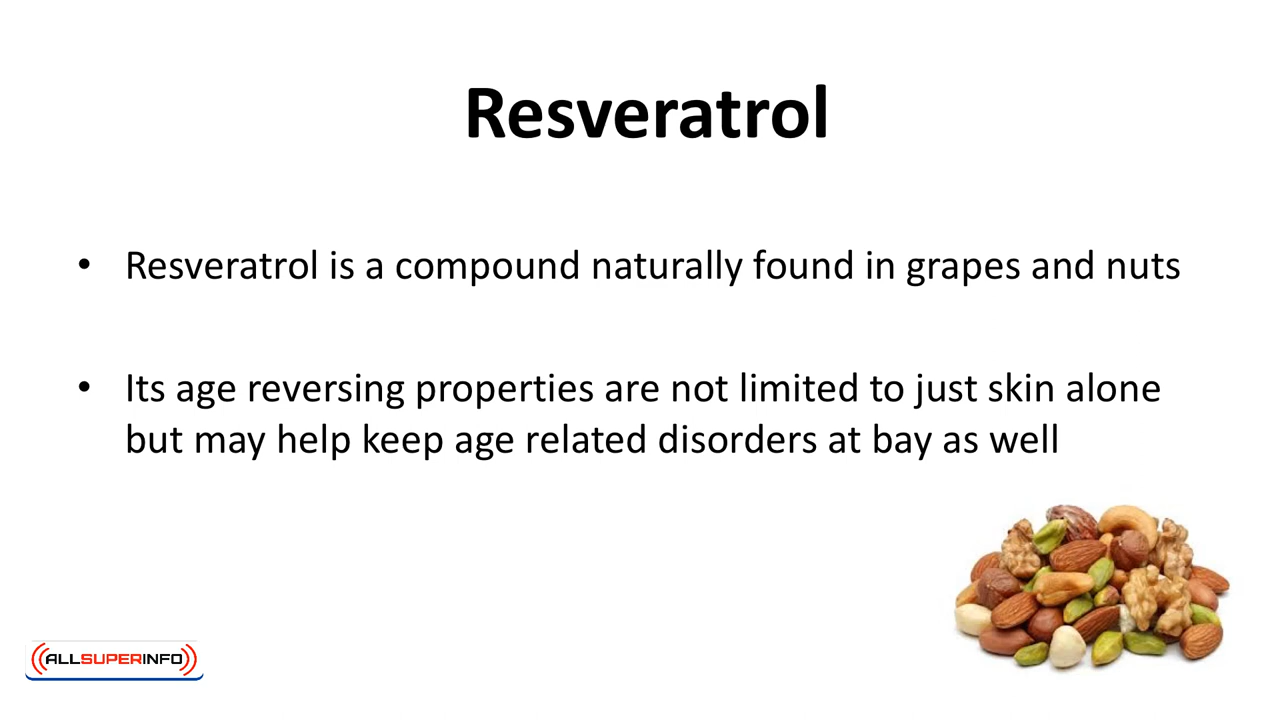 Resveratrol
• Resveratrol is a compound naturally found in grapes and nuts
• Its age reversing properties are not limited to just skin alone
but may help keep age related disorders at bay as well
ALLSUPERINFO